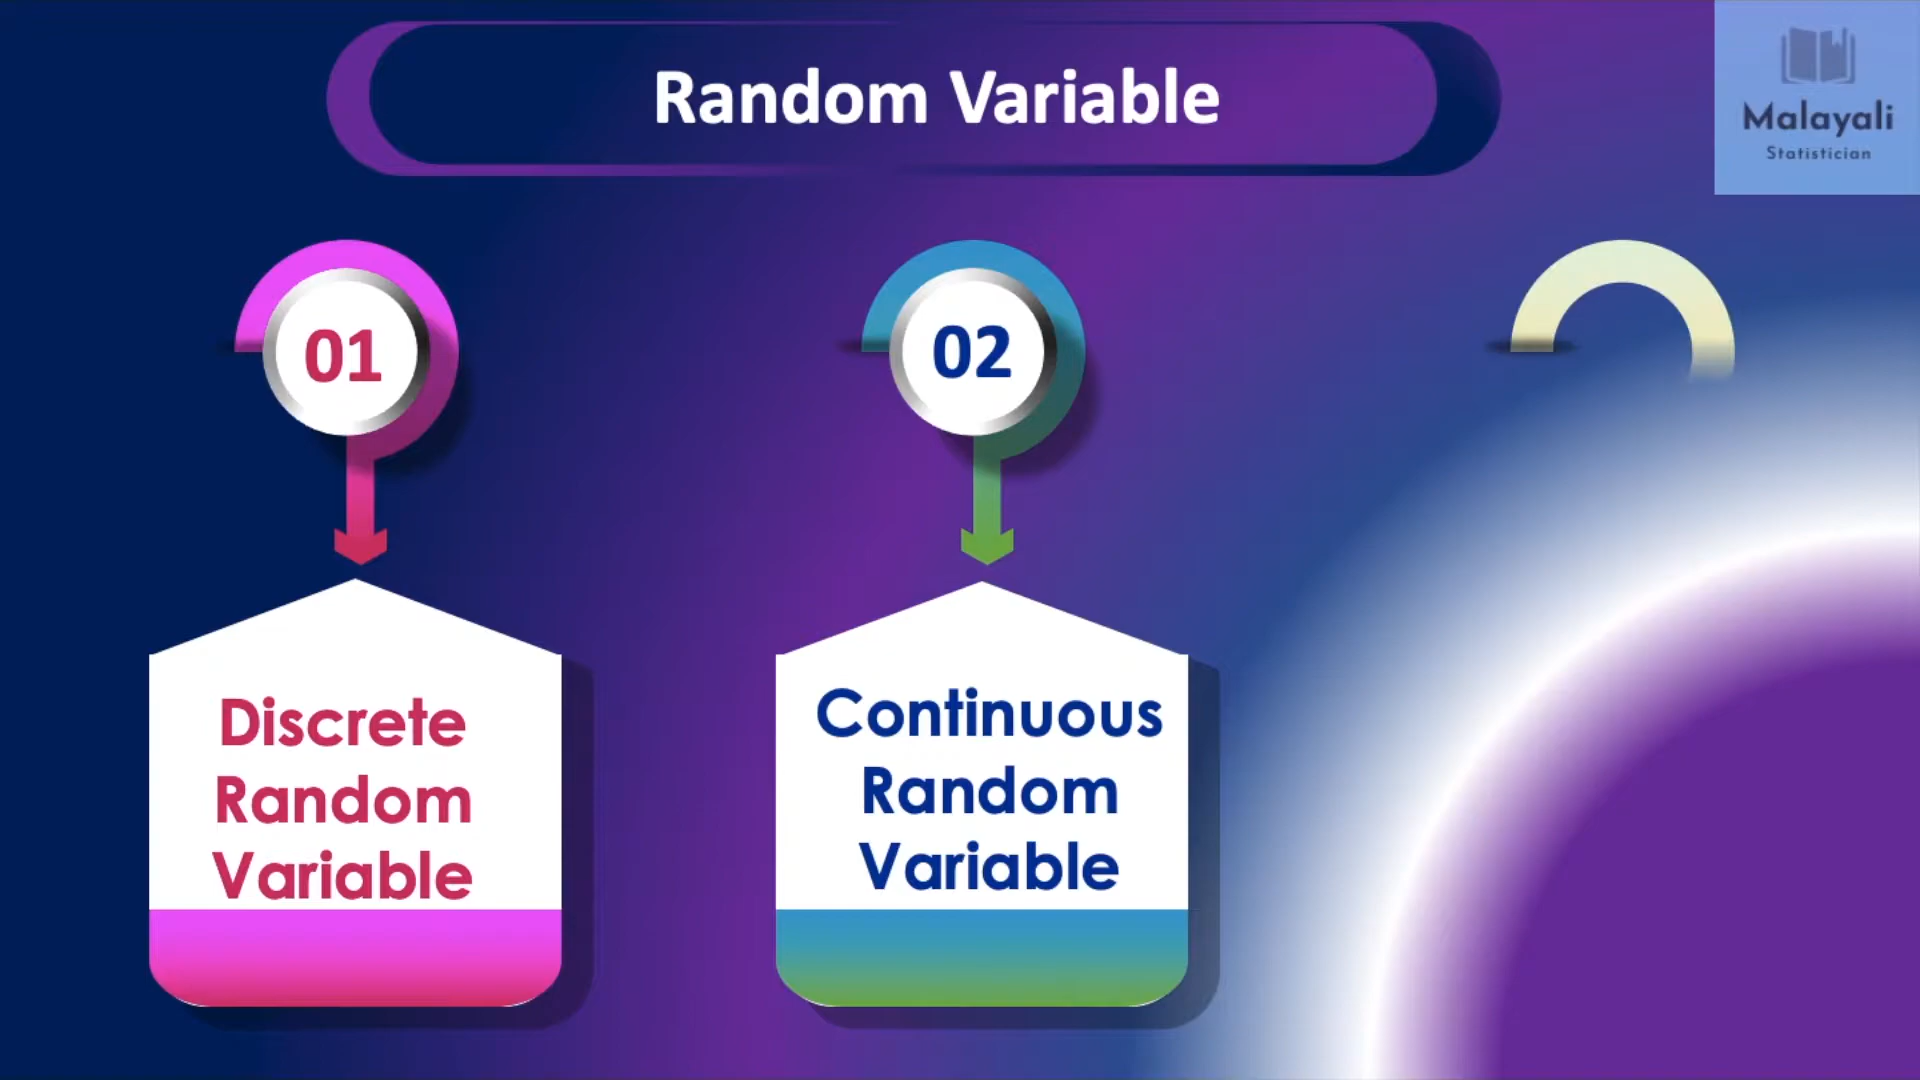 Random Variable
Malayali
Statistician
01
02
Discrete
Random
Variable
Continuous
Random
Variable